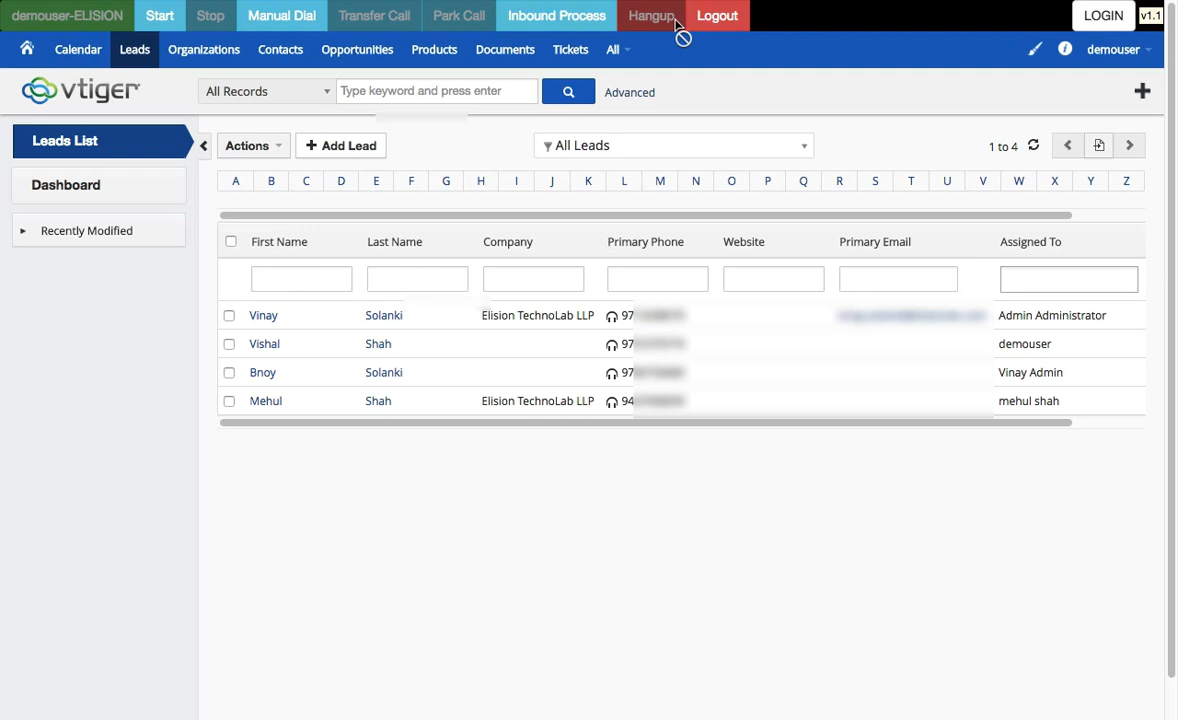 demouser-ELISION Start Stop Manual Dial Transfer Call Park Call Inbound Process Hangup Logout LOGIN v1.1
Calendar Leads Organizations Contacts Opportunities Products Documents Tickets All demouser
vtiger All Records Type keyword and press enter Advanced
Leads List
Dashboard
Recently Modified
Actions Add Lead All Leads 1 to 4
A B C D E F G H I J K L M N O P Q R S T U V W X Y Z
First Name Last Name Company Primary Phone Website Primary Email Assigned To
Vinay Solanki Elision TechnoLab LLP 97 Admin Administrator
Vishal Shah 97 demouser
Bnoy Solanki 97 Vinay Admin
Mehul Shah Elision TechnoLab LLP 94 mehul shah